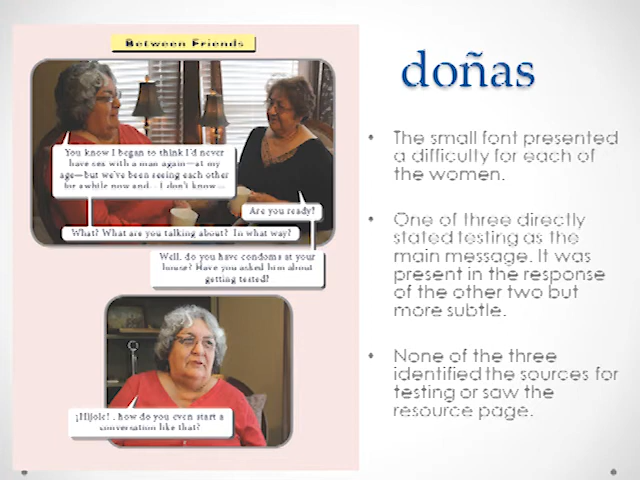 Between Friends
You know I began to think I'd never
have sex with a man again—at my
age—but we've been seeing each other
for awhile now and... I don't know...
Are you ready?
What? What are you talking about? In what way?
Well, do you have condoms at your
house? Have you asked him about
getting tested?
¡Híjole!...how do you even start a
conversation like that?
doñas
• The small font presented
a difficulty for each of
the women.
• One of three directly
stated testing as the
main message. It was
present in the response
of the other two but
more subtle.
• None of the three
identified the sources for
testing or saw the
resource page.